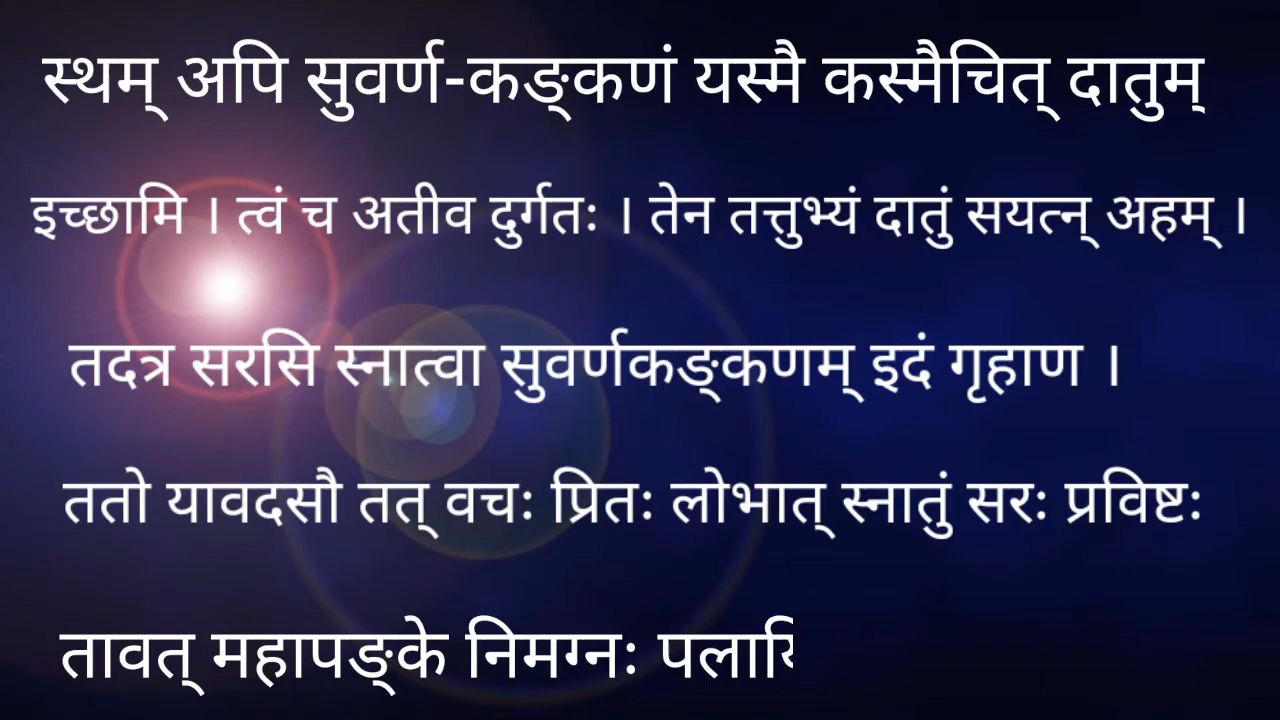 स्थम् अपि सुवर्ण-कङ्कणं यस्मै कस्मैचित् दातुम्
इच्छामि । त्वं च अतीव दुर्गतः । तेन तत्तुभ्यं दातुं सयत्न् अहम् ।
तदत्र सरसि स्नात्वा सुवर्णकङ्कणम् इदं गृहाण ।
ततो यावदसौ तत् वचः प्रितः लोभात् स्नातुं सरः प्रविष्टः
तावत् महापङ्के निमग्नः